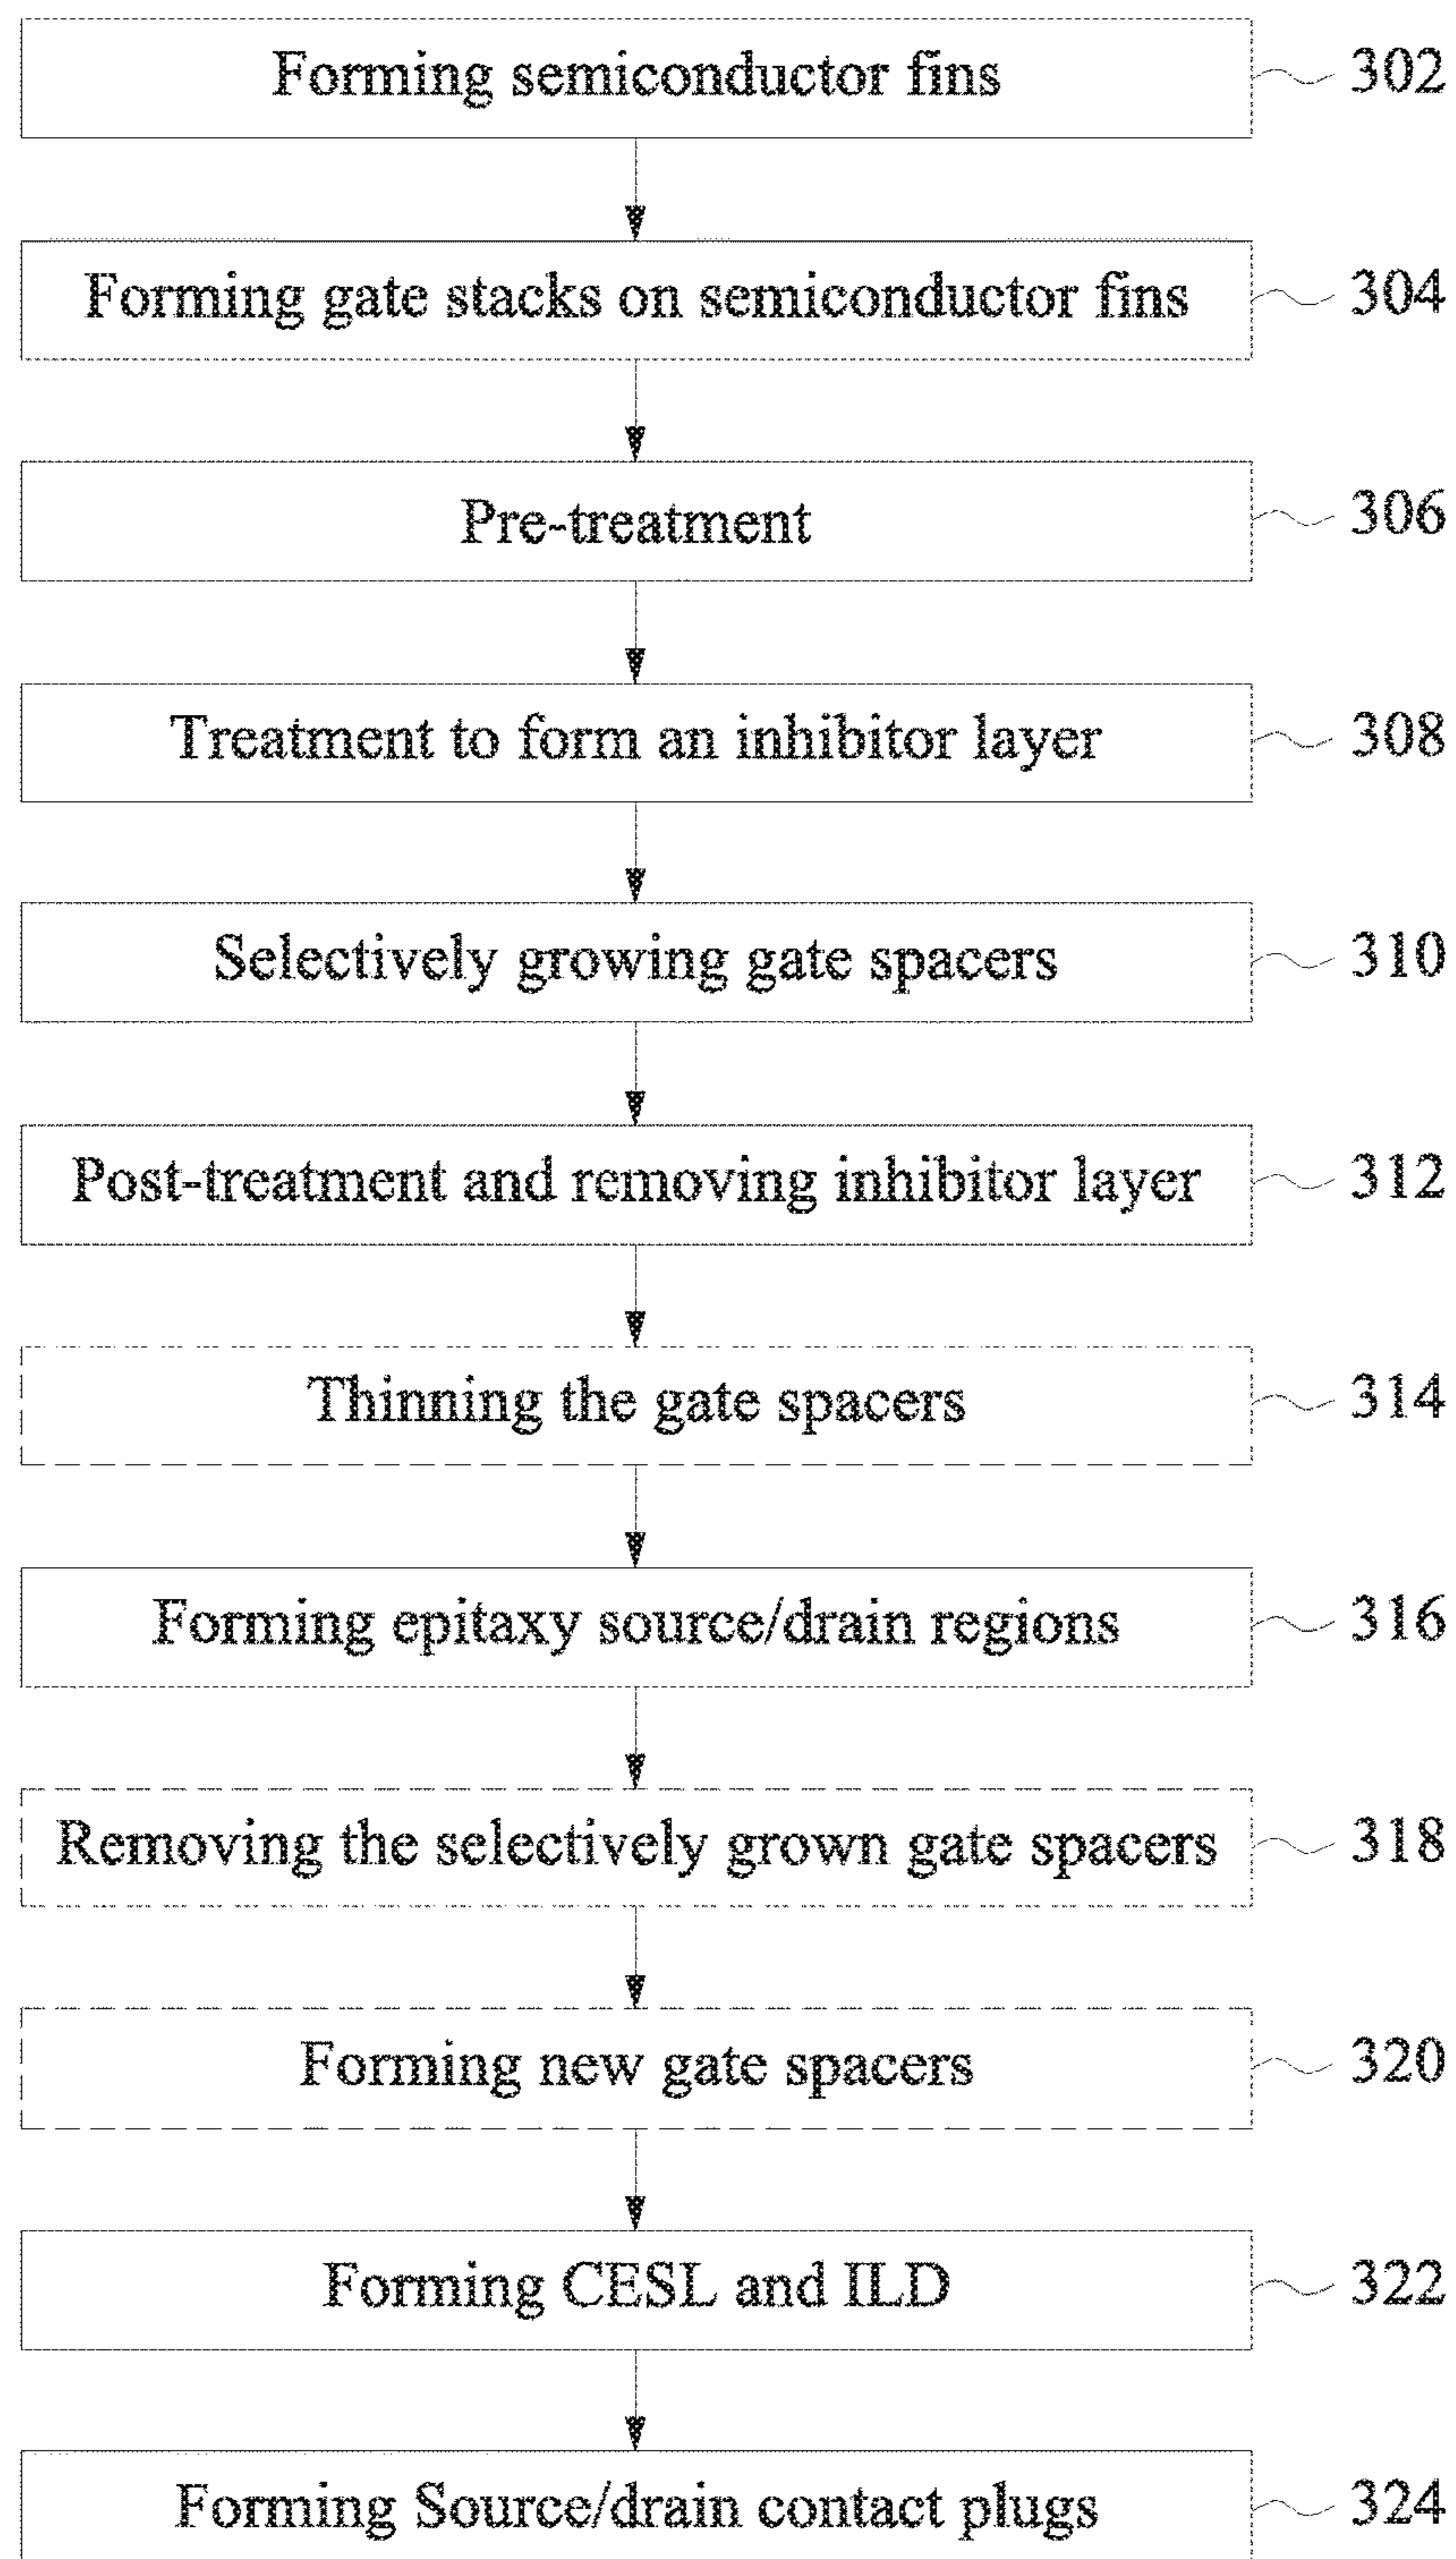 Forming semiconductor fins 302
Forming gate stacks on semiconductor fins 304
Pre-treatment 306
Treatment to form an inhibitor layer 308
Selectively growing gate spacers 310
Post-treatment and removing inhibitor layer 312
Thinning the gate spacers 314
Forming epitaxy source/drain regions 316
Removing the selectively grown gate spacers 318
Forming new gate spacers 320
Forming CESL and ILD 322
Forming Source/drain contact plugs 324